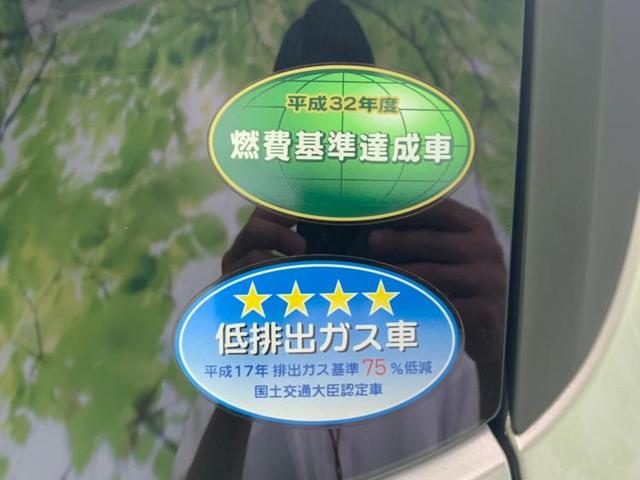 平成32年度
燃費基準達成車
低排出ガス車
平成17年 排出ガス基準 75%低減
国土交通大臣認定車